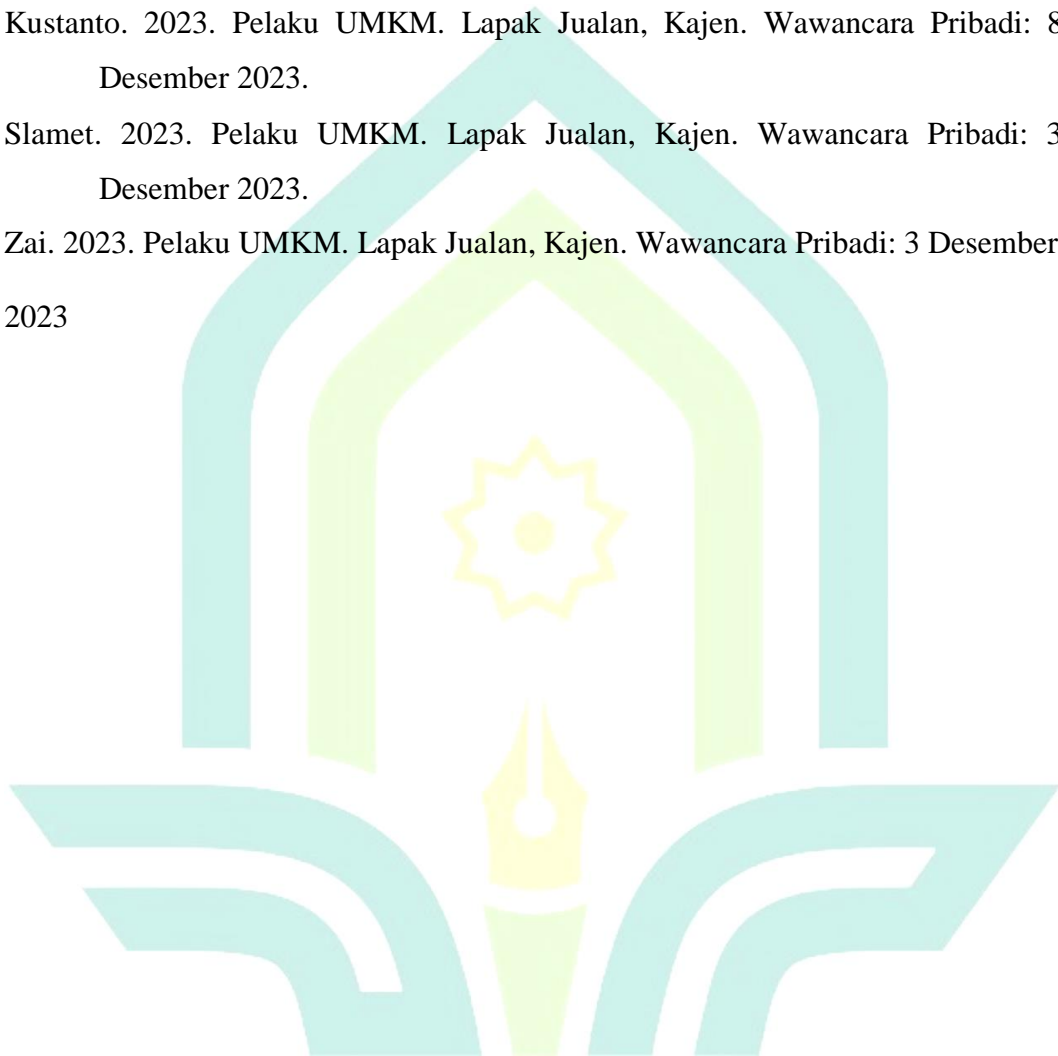 Kustanto. 2023. Pelaku UMKM. Lapak Jualan, Kajen. Wawancara Pribadi: 8
Desember 2023.
Slamet. 2023. Pelaku UMKM. Lapak Jualan, Kajen. Wawancara Pribadi: 3
Desember 2023.
Zai. 2023. Pelaku UMKM. Lapak Jualan, Kajen. Wawancara Pribadi: 3 Desember
2023